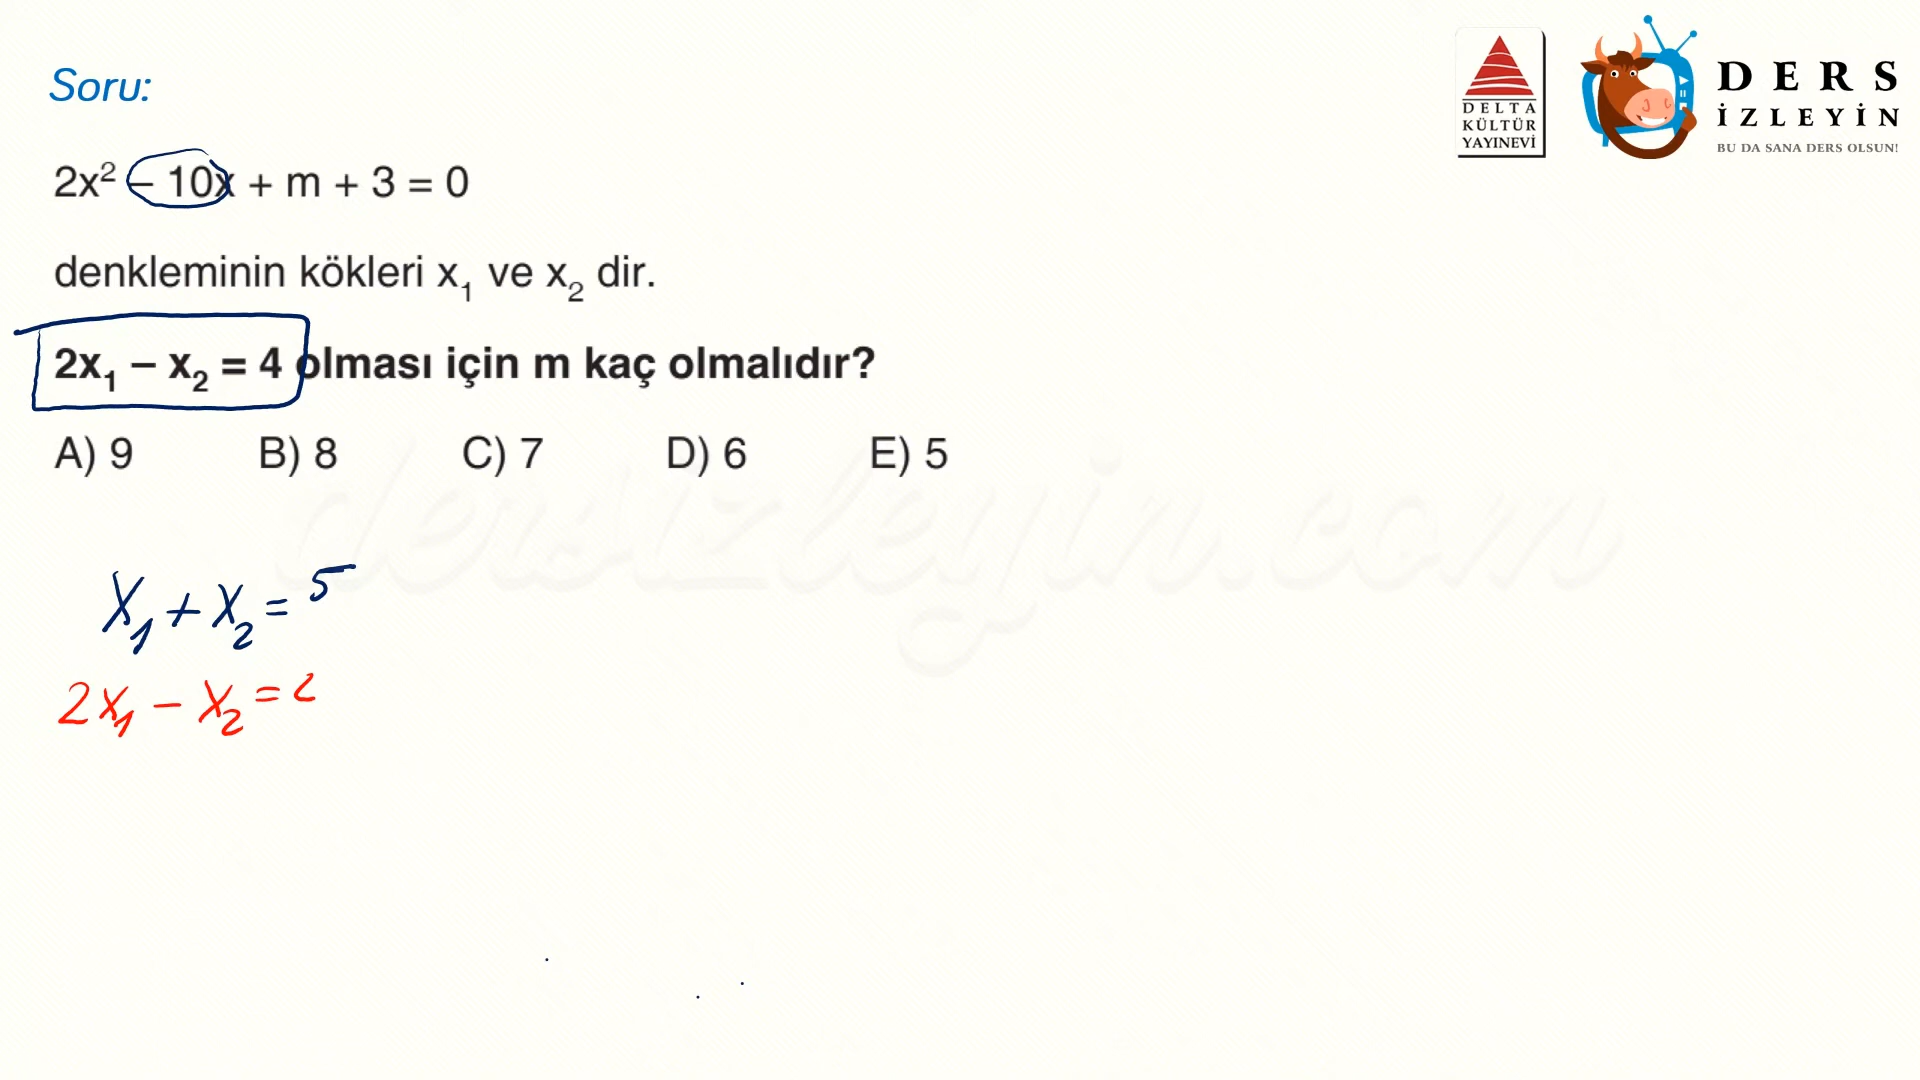 Soru:
2x² – 10x + m + 3 = 0
denkleminin kökleri x₁ ve x₂ dir.
2x₁ – x₂ = 4 olması için m kaç olmalıdır?
A) 9 B) 8 C) 7 D) 6 E) 5
x₁ + x₂ = 5
2x₁ – x₂ =
DELTA
KÜLTÜR
YAYINEVİ
DERS
İZLEYİN
BU DA SANA DERS OLSUN!
dersizleyin.com